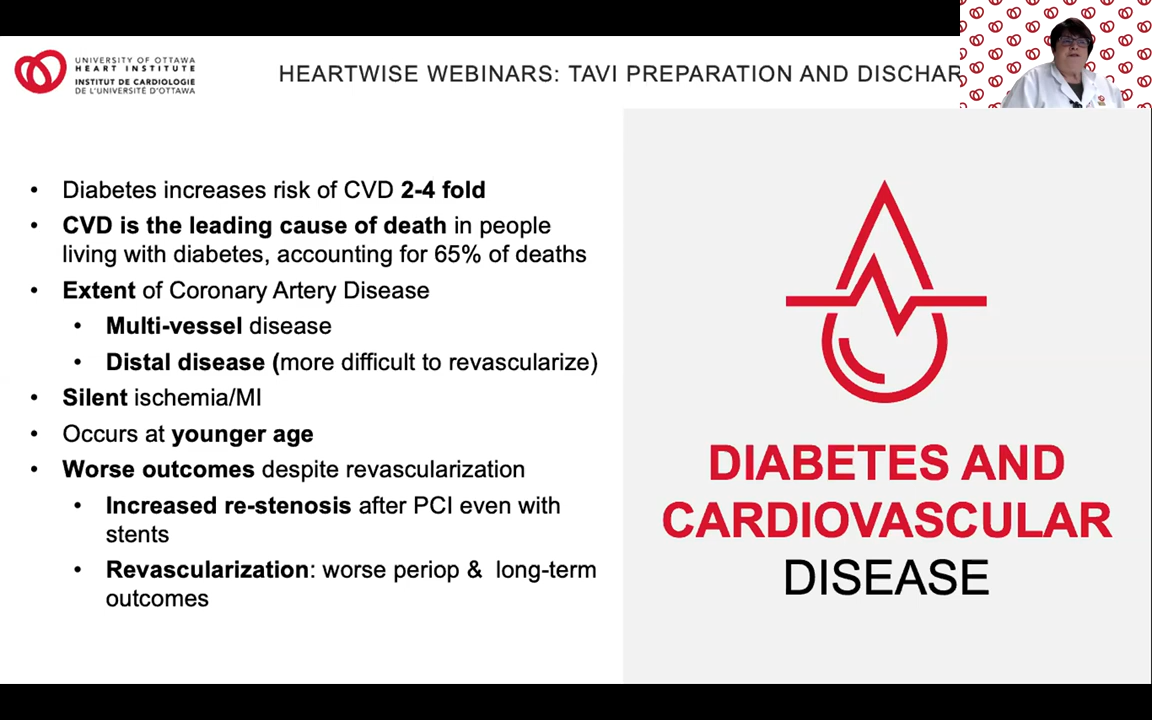 UNIVERSITY OF OTTAWA
HEART INSTITUTE
INSTITUT DE CARDIOLOGIE
DE L'UNIVERSITÉ D'OTTAWA
HEARTWISE WEBINARS: TAVI PREPARATION AND DISCHAR
• Diabetes increases risk of CVD 2-4 fold
• CVD is the leading cause of death in people
living with diabetes, accounting for 65% of deaths
• Extent of Coronary Artery Disease
• Multi-vessel disease
• Distal disease (more difficult to revascularize)
• Silent ischemia/MI
• Occurs at younger age
• Worse outcomes despite revascularization
• Increased re-stenosis after PCI even with
stents
• Revascularization: worse periop & long-term
outcomes
DIABETES AND
CARDIOVASCULAR
DISEASE